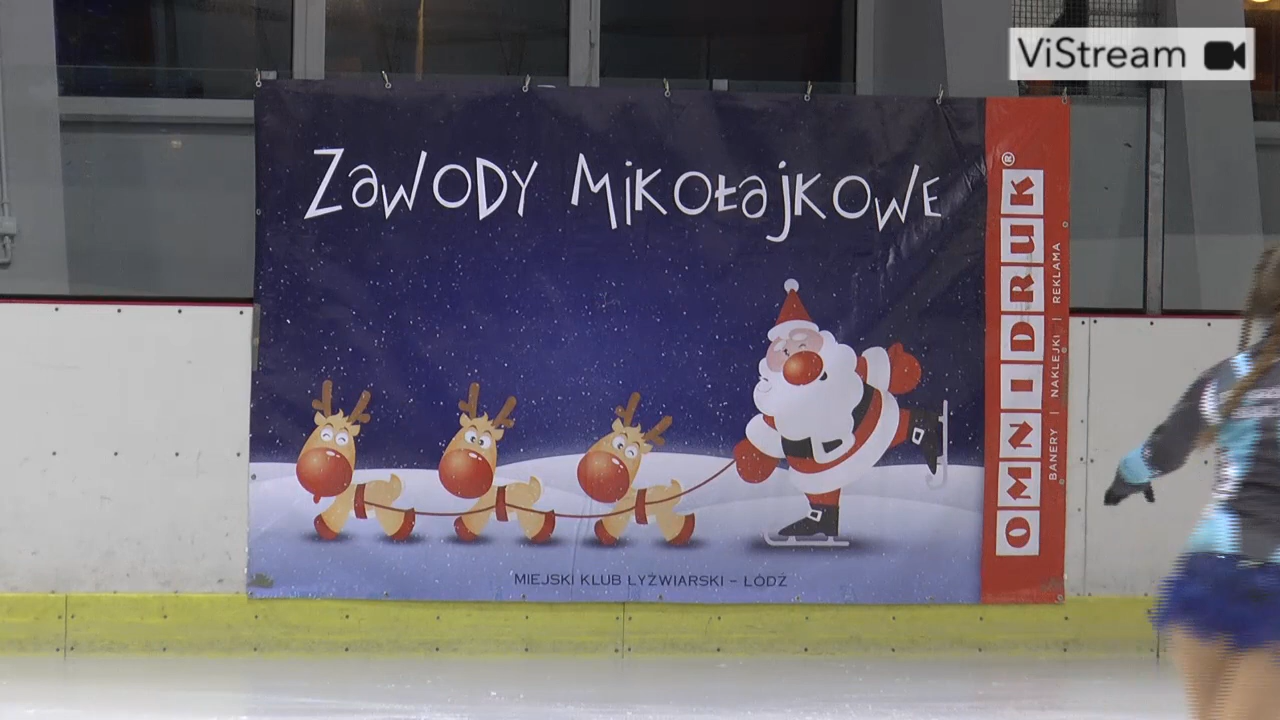 ViStream
Zawody Mikołajkowe
MIEJSKI KLUB ŁYŻWIARSKI – ŁÓDŹ
OMNIDRUK®
BANERY | NAKLEJKI | REKLAMA